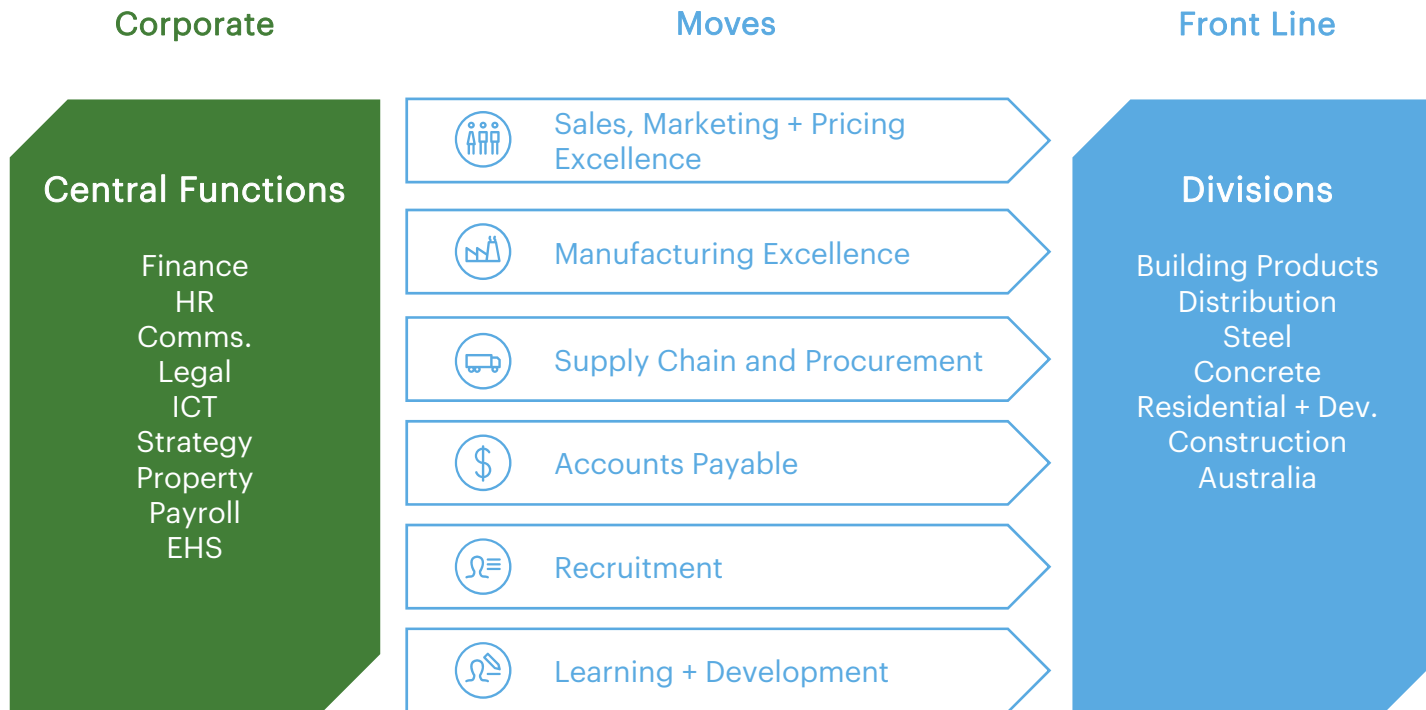 Corporate
Moves
Front Line
Central Functions
Finance
HR
Comms.
Legal
ICT
Strategy
Property
Payroll
EHS
Sales, Marketing + Pricing
Excellence
Manufacturing Excellence
Supply Chain and Procurement
$
Accounts Payable
Recruitment
Learning + Development
Divisions
Building Products
Distribution
Steel
Concrete
Residential + Dev.
Construction
Australia